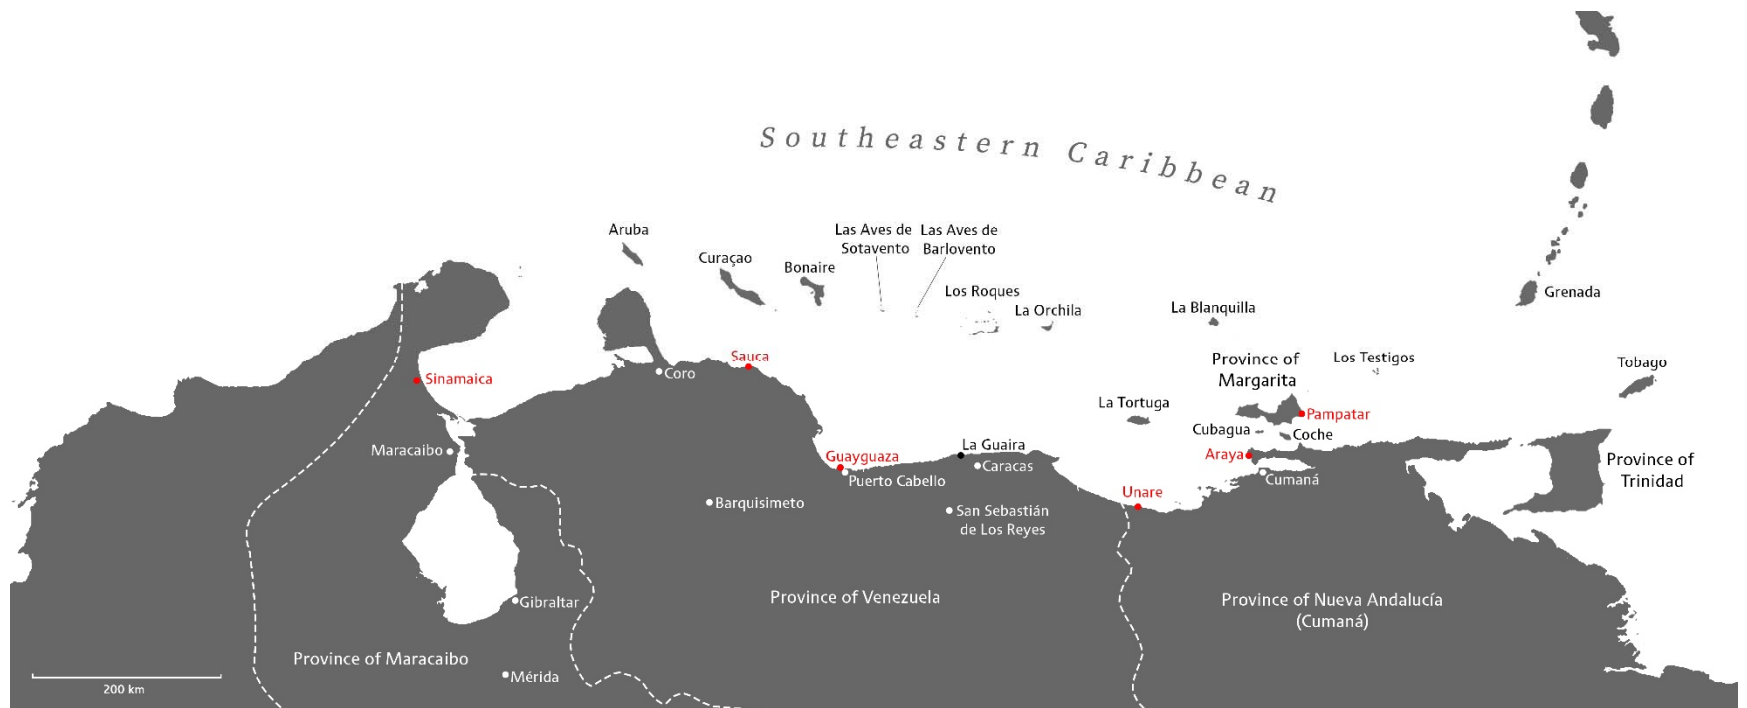 Southeastern Caribbean
Aruba
Curaçao
Bonaire
Las Aves de
Sotavento
Las Aves de
Barlovento
Los Roques
La Orchila
La Blanquilla
Grenada
Province of
Margarita
Los Testigos
Tobago
Sauca
Coro
Sinamaica
La Tortuga
Pampatar
Cubagua
Coche
Maracaibo
Guayguaza
La Guaira
Araya
Province of
Trinidad
Puerto Cabello
Caracas
Cumaná
Barquisimeto
Unare
San Sebastián
de Los Reyes
Gibraltar
Province of Venezuela
Province of Nueva Andalucía
(Cumaná)
Province of Maracaibo
Mérida
200 km